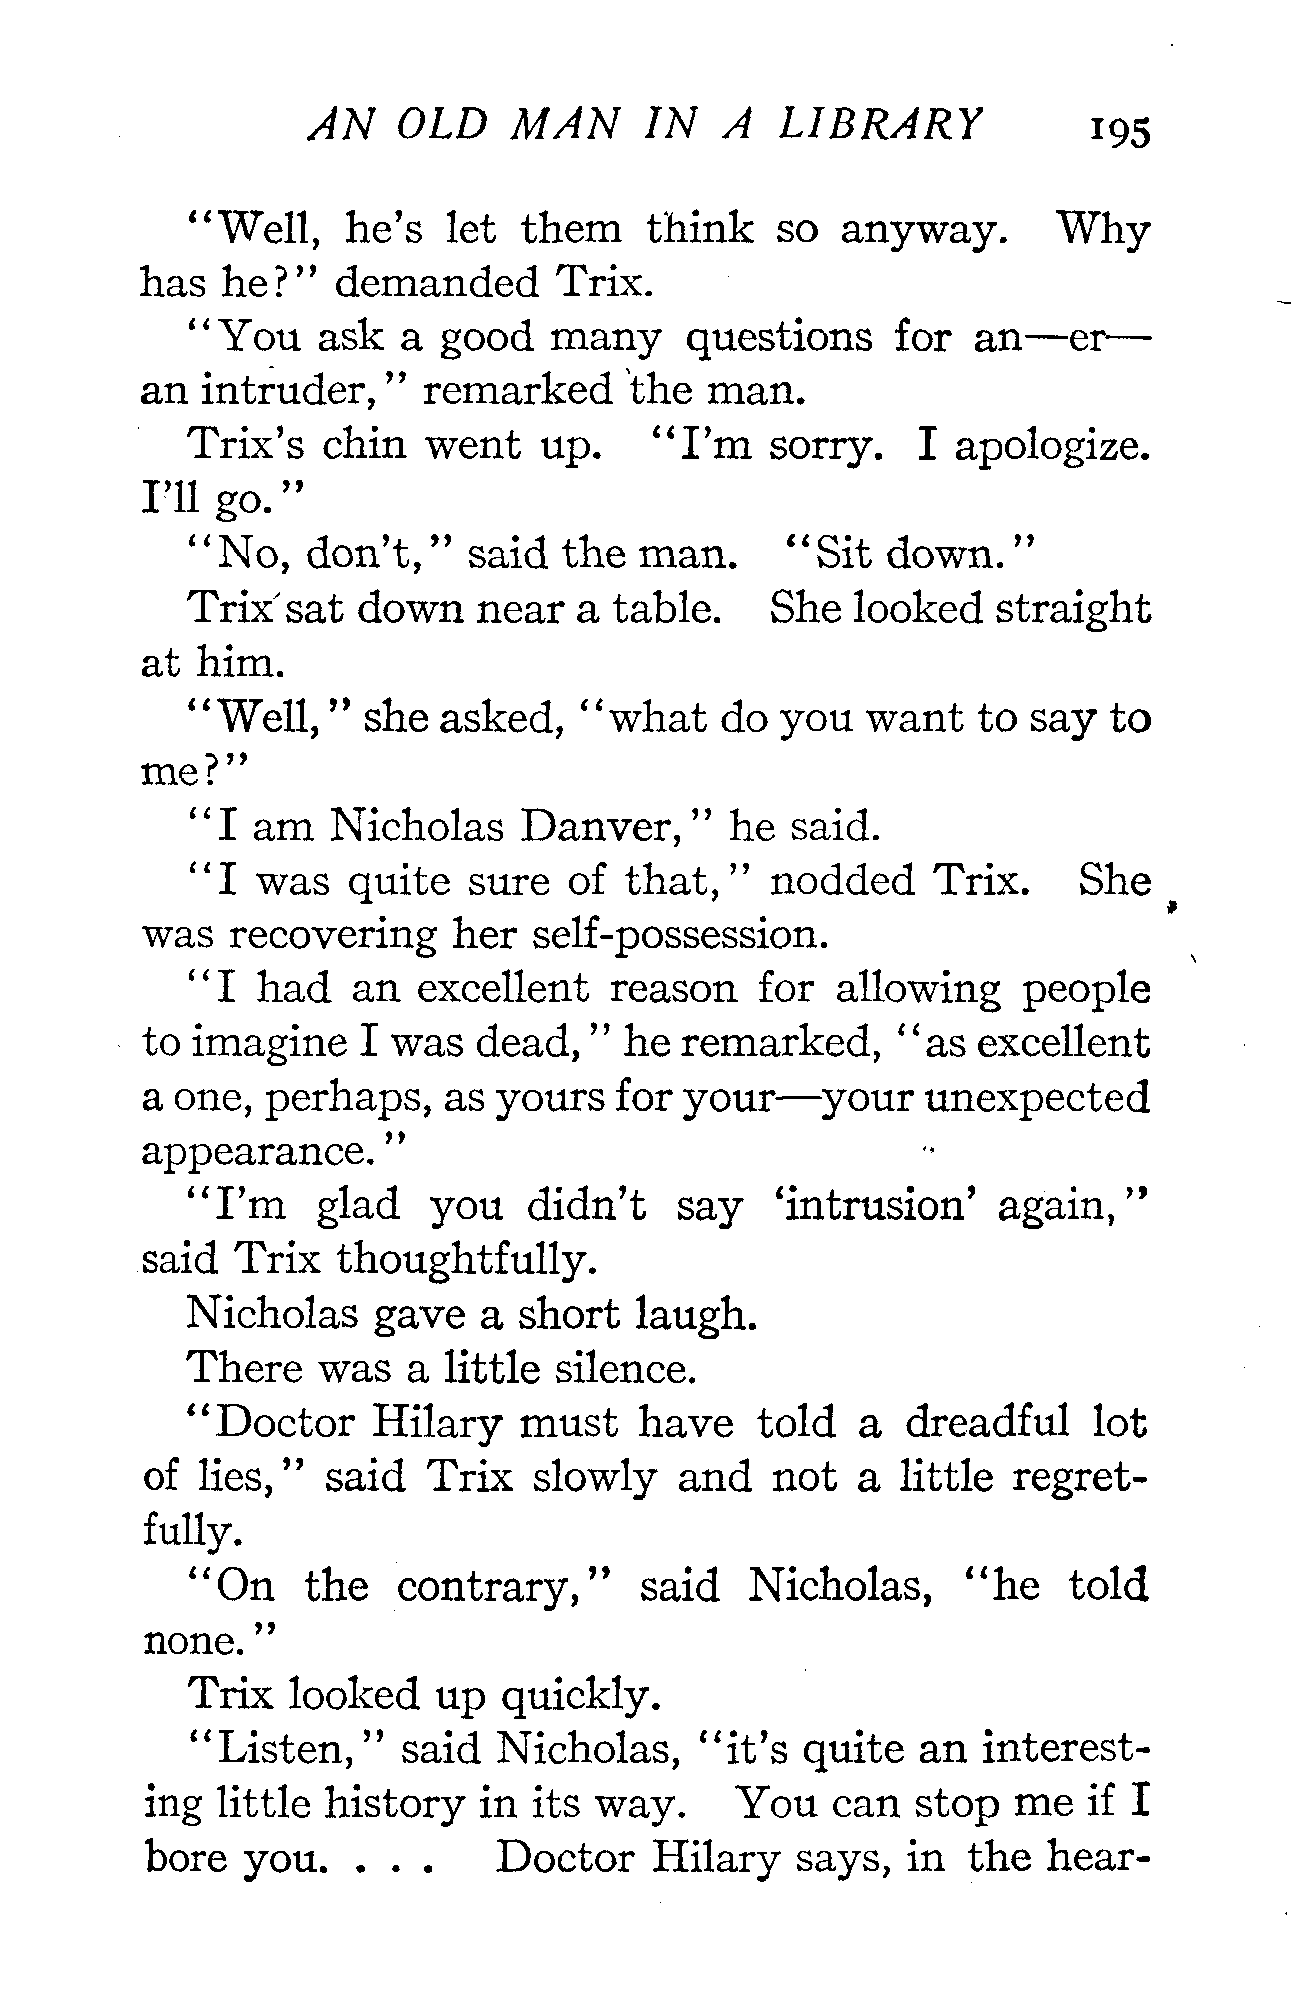 AN OLD MAN IN A LIBRARY 195
"Well, he's let them think so anyway. Why
has he?" demanded Trix.
"You ask a good many questions for an—er—
an intruder," remarked the man.
Trix's chin went up. "I'm sorry. I apologize.
I'll go."
"No, don't," said the man. "Sit down."
Trix sat down near a table. She looked straight
at him.
"Well," she asked, "what do you want to say to
me?"
"I am Nicholas Danver," he said.
"I was quite sure of that," nodded Trix. She
was recovering her self-possession.
"I had an excellent reason for allowing people
to imagine I was dead," he remarked, "as excellent
a one, perhaps, as yours for your—your unexpected
appearance."
"I'm glad you didn't say 'intrusion' again,"
said Trix thoughtfully.
Nicholas gave a short laugh.
There was a little silence.
"Doctor Hilary must have told a dreadful lot
of lies," said Trix slowly and not a little regret-
fully.
"On the contrary," said Nicholas, "he told
none."
Trix looked up quickly.
"Listen," said Nicholas, "it's quite an interest-
ing little history in its way. You can stop me if I
bore you. . . . Doctor Hilary says, in the hear-